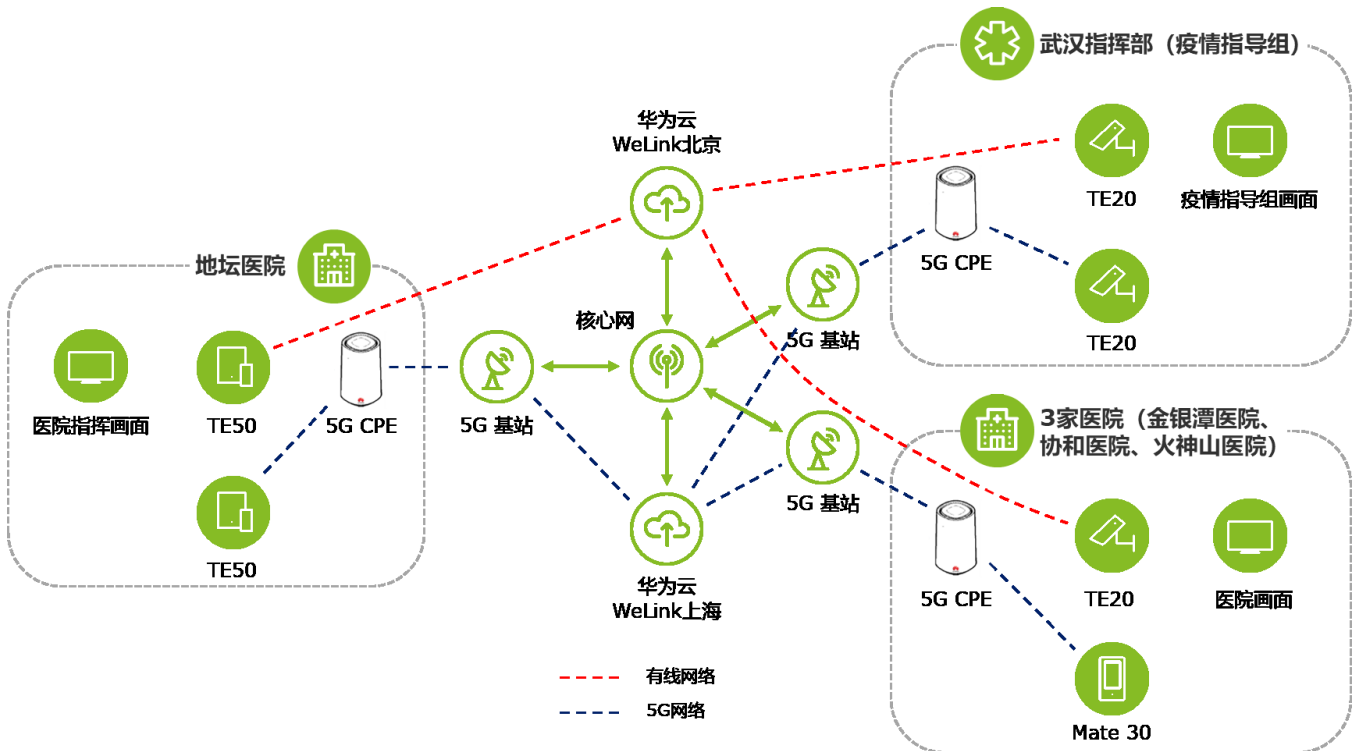 武汉指挥部（疫情指导组）
华为云
WeLink北京
TE20
疫情指导组画面
5G CPE
TE20
地坛医院
核心网
5G 基站
医院指挥画面
TE50
5G CPE
5G 基站
TE50
3家医院（金银潭医院、
协和医院、火神山医院）
5G 基站
华为云
WeLink上海
5G CPE
TE20
医院画面
Mate 30
有线网络
5G网络